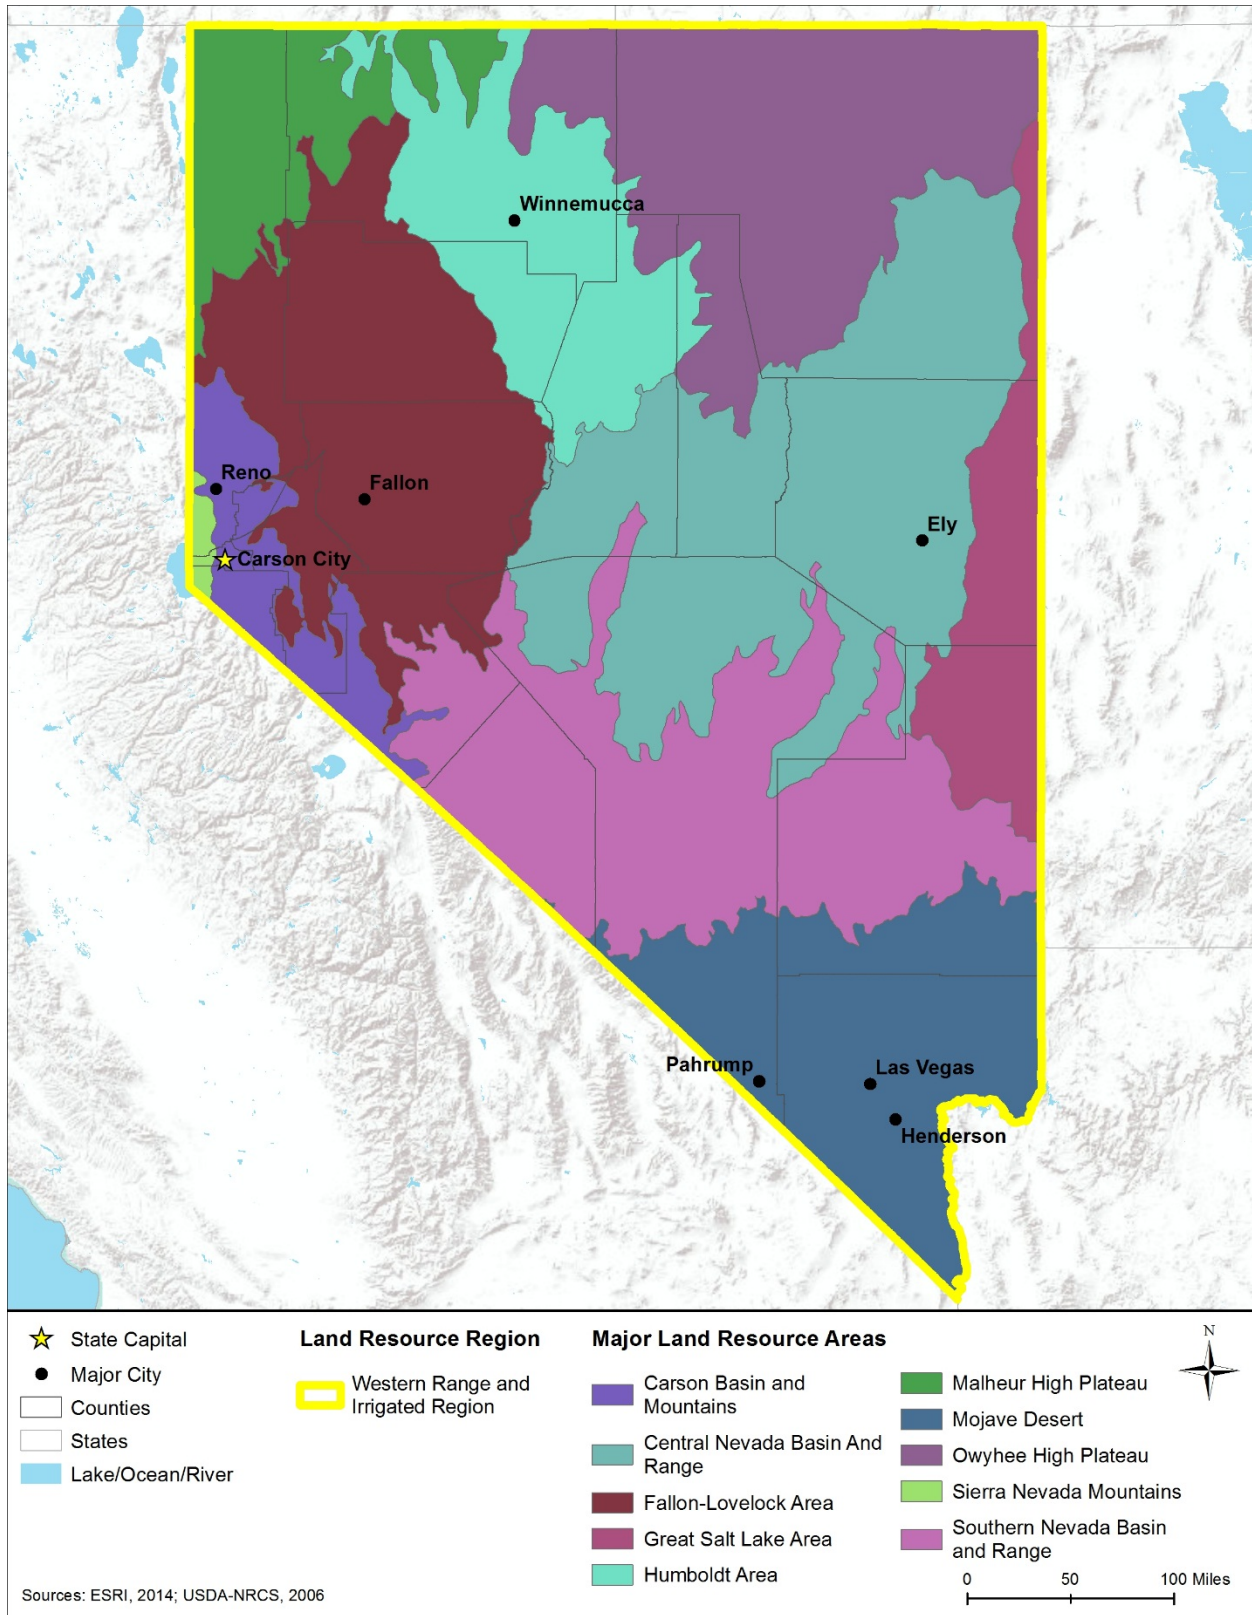 Winnemucca
Reno
Fallon
Ely
Carson City
Pahrump
Las Vegas
Henderson
State Capital
Major City
Counties
States
Lake/Ocean/River
Land Resource Region
Western Range and
Irrigated Region
Major Land Resource Areas
Carson Basin and
Mountains
Central Nevada Basin And
Range
Fallon-Lovelock Area
Great Salt Lake Area
Humboldt Area
Malheur High Plateau
Mojave Desert
Owyhee High Plateau
Sierra Nevada Mountains
Southern Nevada Basin
and Range
N
0 50 100 Miles
Sources: ESRI, 2014; USDA-NRCS, 2006